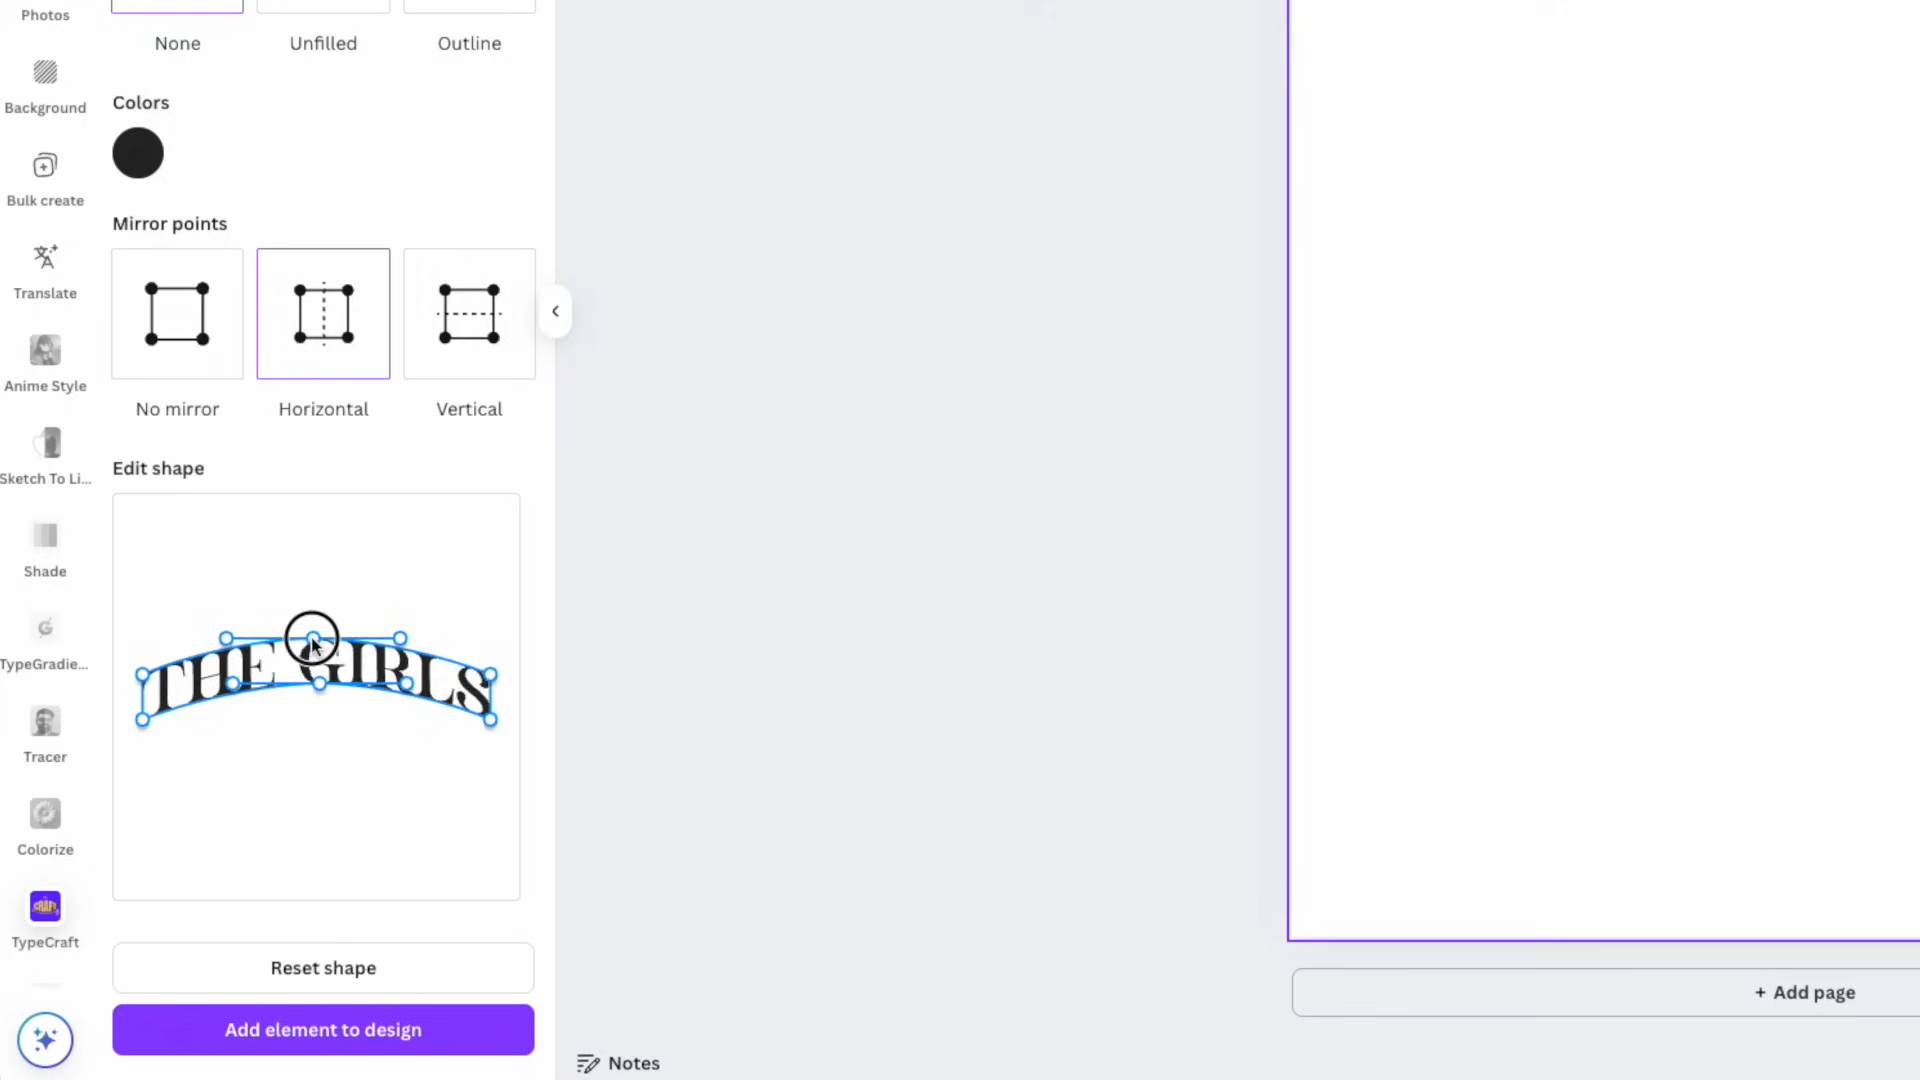 Photos
None
Unfilled
Outline
Background
Colors
Bulk create
Mirror points
Translate
Anime Style
No mirror
Horizontal
Vertical
Edit shape
Sketch To Li...
Shade
TypeGradie...
THE GIRLS
Tracer
Colorize
CRAFT
TypeCraft
Reset shape
+ Add page
Add element to design
Notes